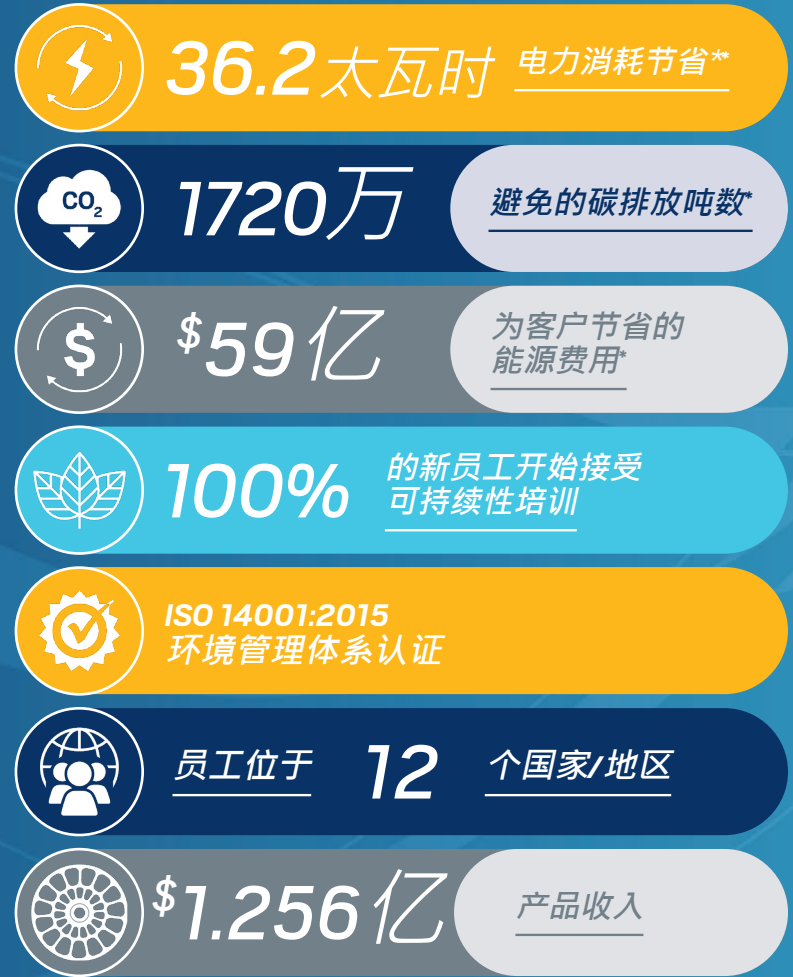 36.2太瓦时 电力消耗节省**
CO2
1720万 避免的碳排放吨数*
$
$59亿 为客户节省的
能源费用*
100% 的新员工开始接受
可持续性培训
ISO 14001:2015
环境管理体系认证
员工位于 12 个国家/地区
$1.256亿 产品收入